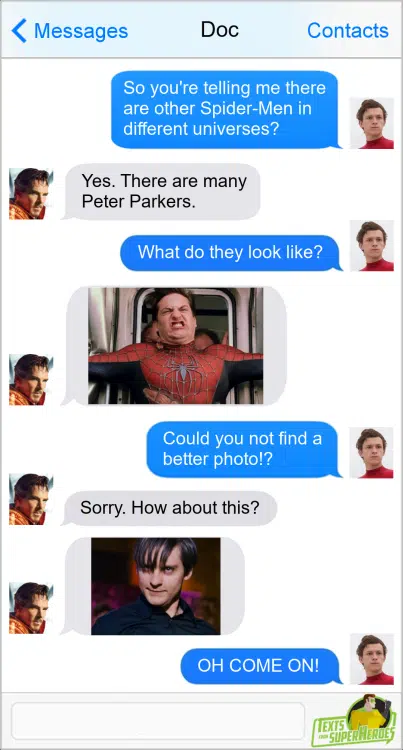 Messages
Doc
Contacts
So you're telling me there
are other Spider-Men in
different universes?
Yes. There are many
Peter Parkers.
What do they look like?
Could you not find a
better photo!?
Sorry. How about this?
OH COME ON!
TEXTS
FROM
SUPERHEROES